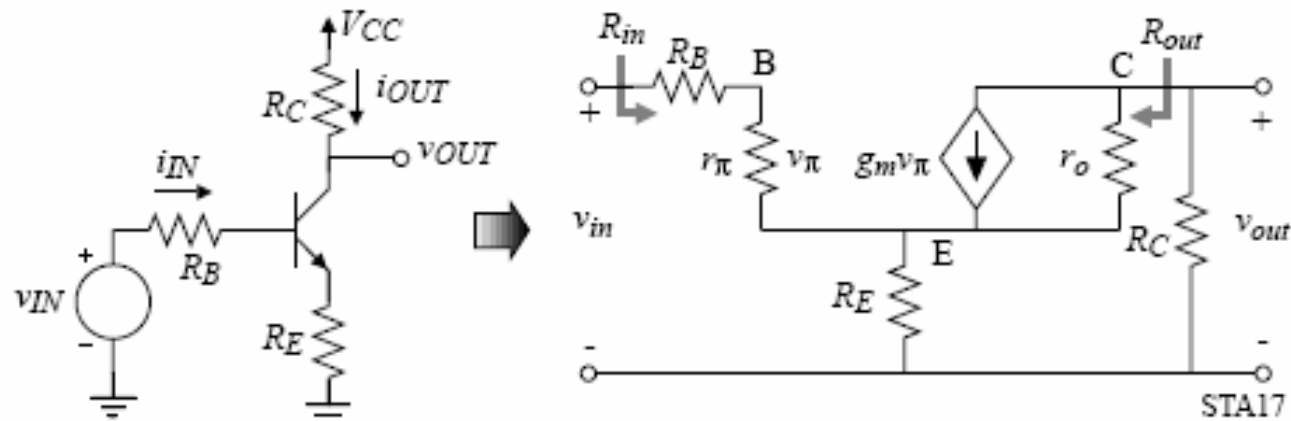 VCC
RC
iOUT
vOUT
iIN
RB
vIN
+
-
RE
Rin
RB
B
C
Rout
+
+
rπ
vπ
gmvπ
ro
vin
E
RC
vout
RE
-
-
STA17